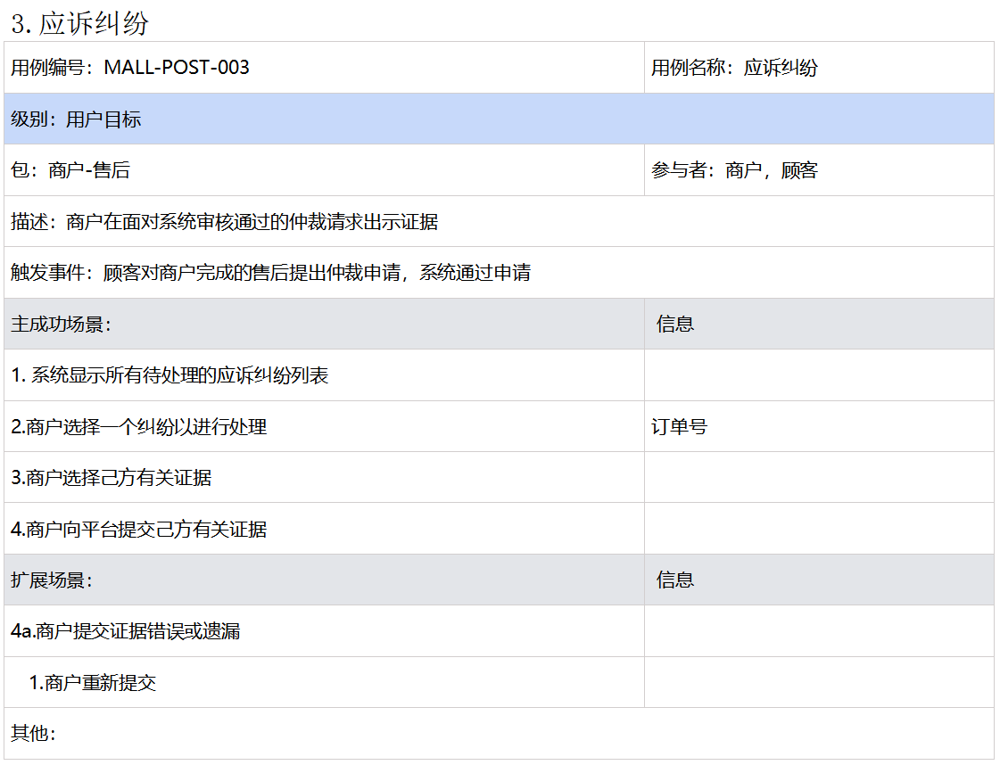 3.应诉纠纷
用例编号：MALL-POST-003
用例名称：应诉纠纷
级别：用户目标
包：商户-售后
参与者：商户，顾客
描述：商户在面对系统审核通过的仲裁请求出示证据
触发事件：顾客对商户完成的售后提出仲裁申请，系统通过申请
主成功场景：
信息
1. 系统显示所有待处理的应诉纠纷列表
2.商户选择一个纠纷以进行处理
订单号
3.商户选择己方有关证据
4.商户向平台提交己方有关证据
扩展场景：
信息
4a.商户提交证据错误或遗漏
1.商户重新提交
其他：